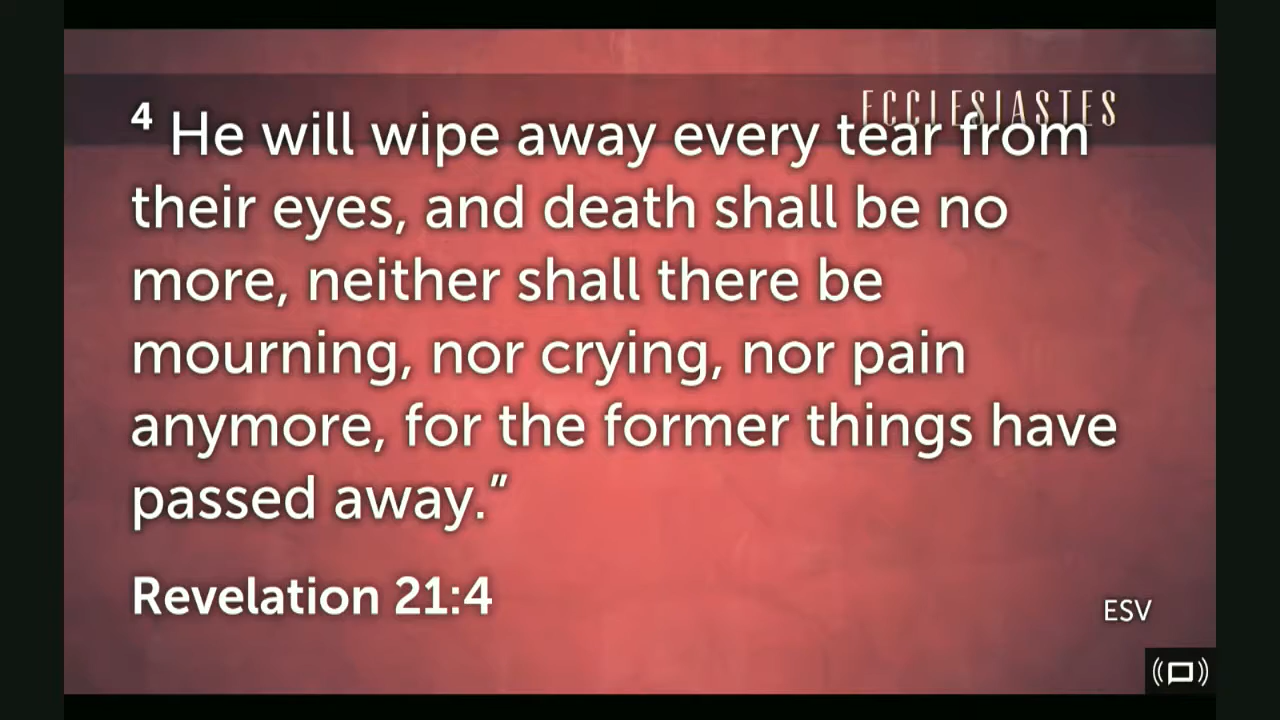 ECCLESIASTES
4 He will wipe away every tear from
their eyes, and death shall be no
more, neither shall there be
mourning, nor crying, nor pain
anymore, for the former things have
passed away.”
Revelation 21:4
ESV